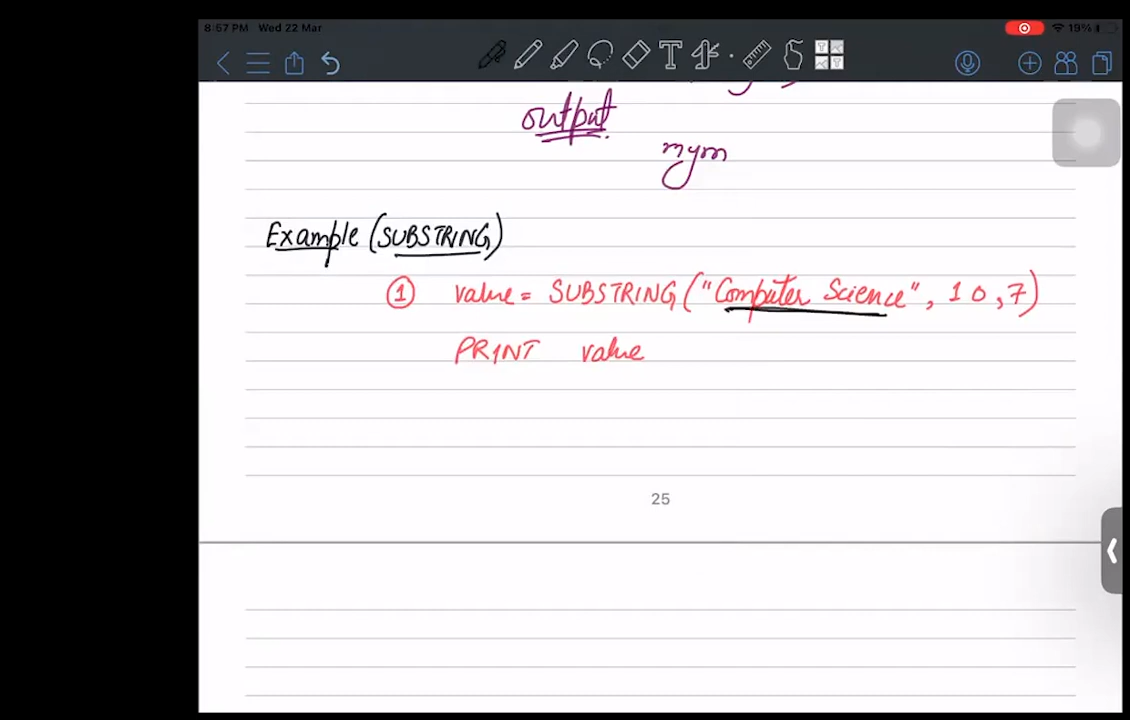 8:57 PM Wed 22 Mar 19%
output
mym
Example (SUBSTRING)
① value = SUBSTRING("Computer Science", 10, 7)
PRINT value
25